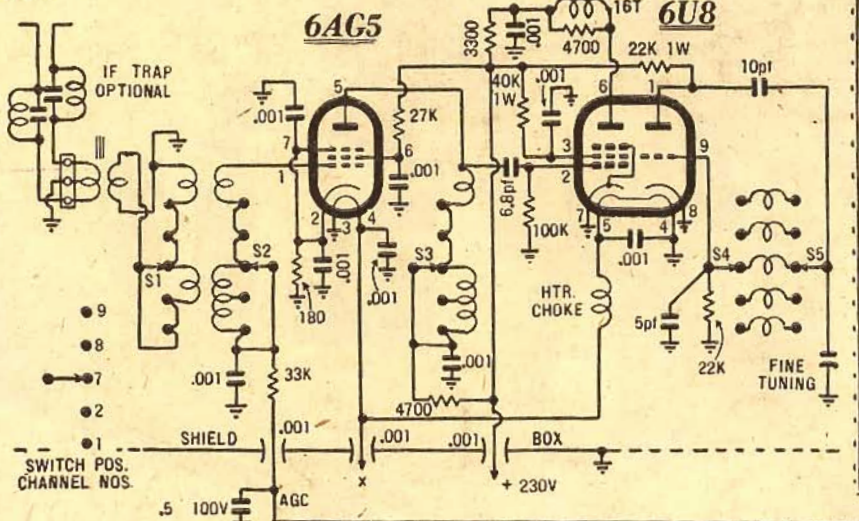 6AG5
6U8
16T
3300
.001
4700
22K 1W
IF TRAP
OPTIONAL
.001
5
27K
40K
1W
.001
6
1
10pf
7
6
3
9
1
.001
2
6.8pf
2
3
4
7
5
4
8
100K
S1
S2
.001
.001
S3
.001
S4
S5
180
HTR.
CHOKE
5pf
22K
9
8
7
2
1
.001
33K
.001
4700
FINE
TUNING
SHIELD
.001
.001
.001
BOX
SWITCH POS.
CHANNEL NOS.
x
+ 230V
.5 100V
AGC